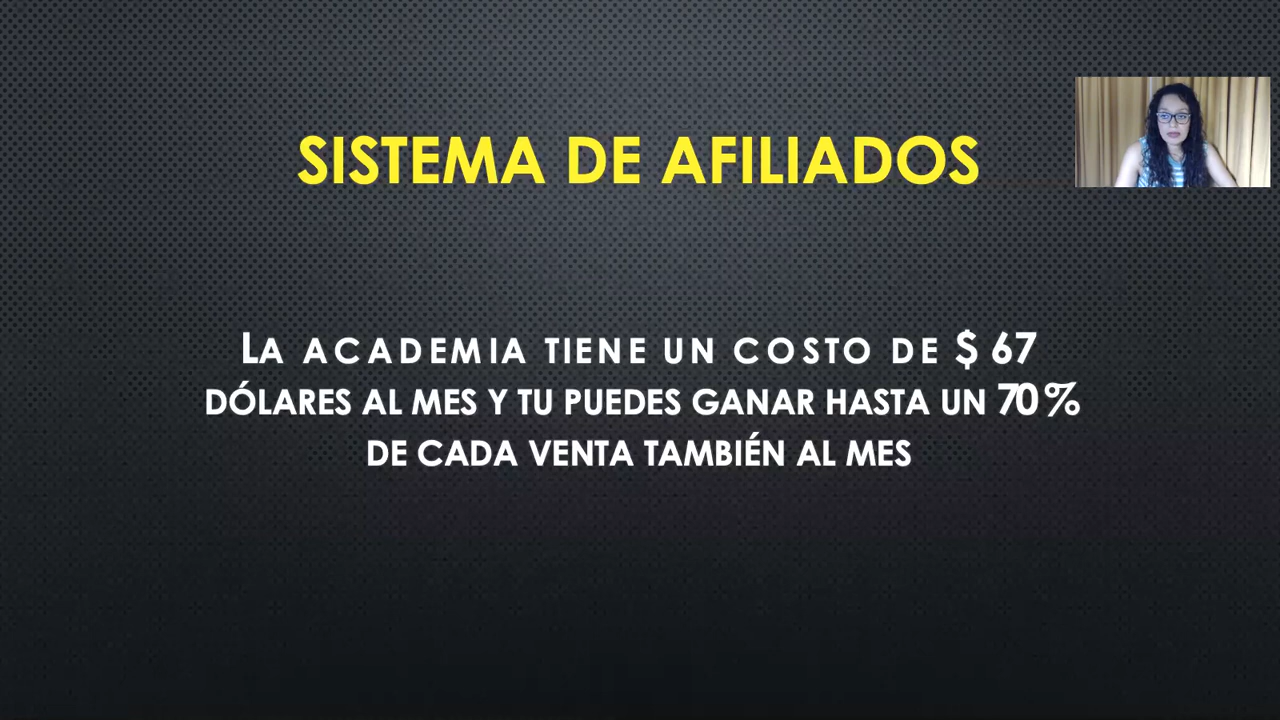 SISTEMA DE AFILIADOS
LA ACADEMIA TIENE UN COSTO DE $ 67
DÓLARES AL MES Y TU PUEDES GANAR HASTA UN 70%
DE CADA VENTA TAMBIÉN AL MES